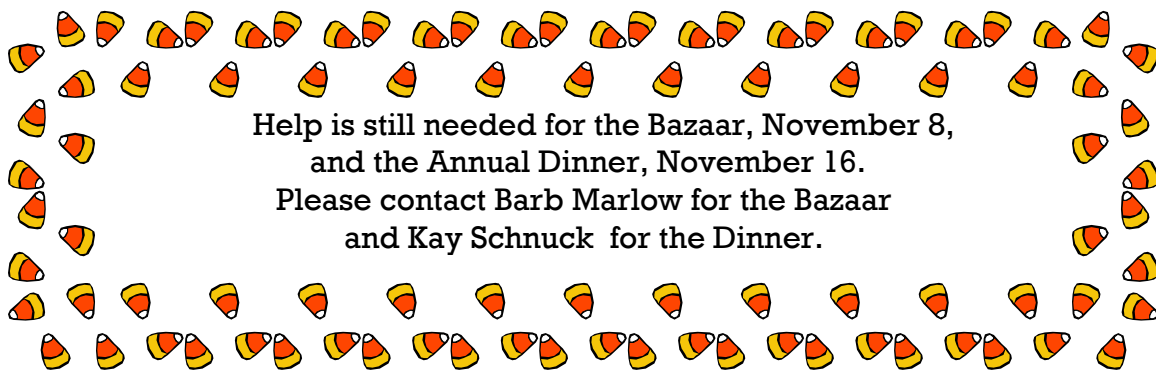 Help is still needed for the Bazaar, November 8,
and the Annual Dinner, November 16.
Please contact Barb Marlow for the Bazaar
and Kay Schnuck for the Dinner.